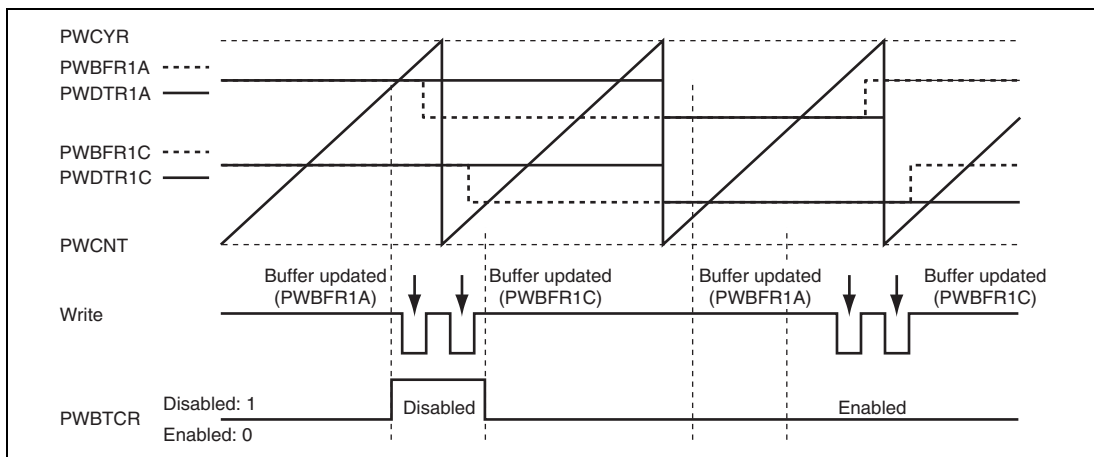 PWCYR
PWBFR1A
PWDTR1A
PWBFR1C
PWDTR1C
PWCNT
Buffer updated
(PWBFR1A)
Buffer updated
(PWBFR1C)
Buffer updated
(PWBFR1A)
Buffer updated
(PWBFR1C)
Write
PWBTCR
Disabled: 1
Enabled: 0
Disabled
Enabled